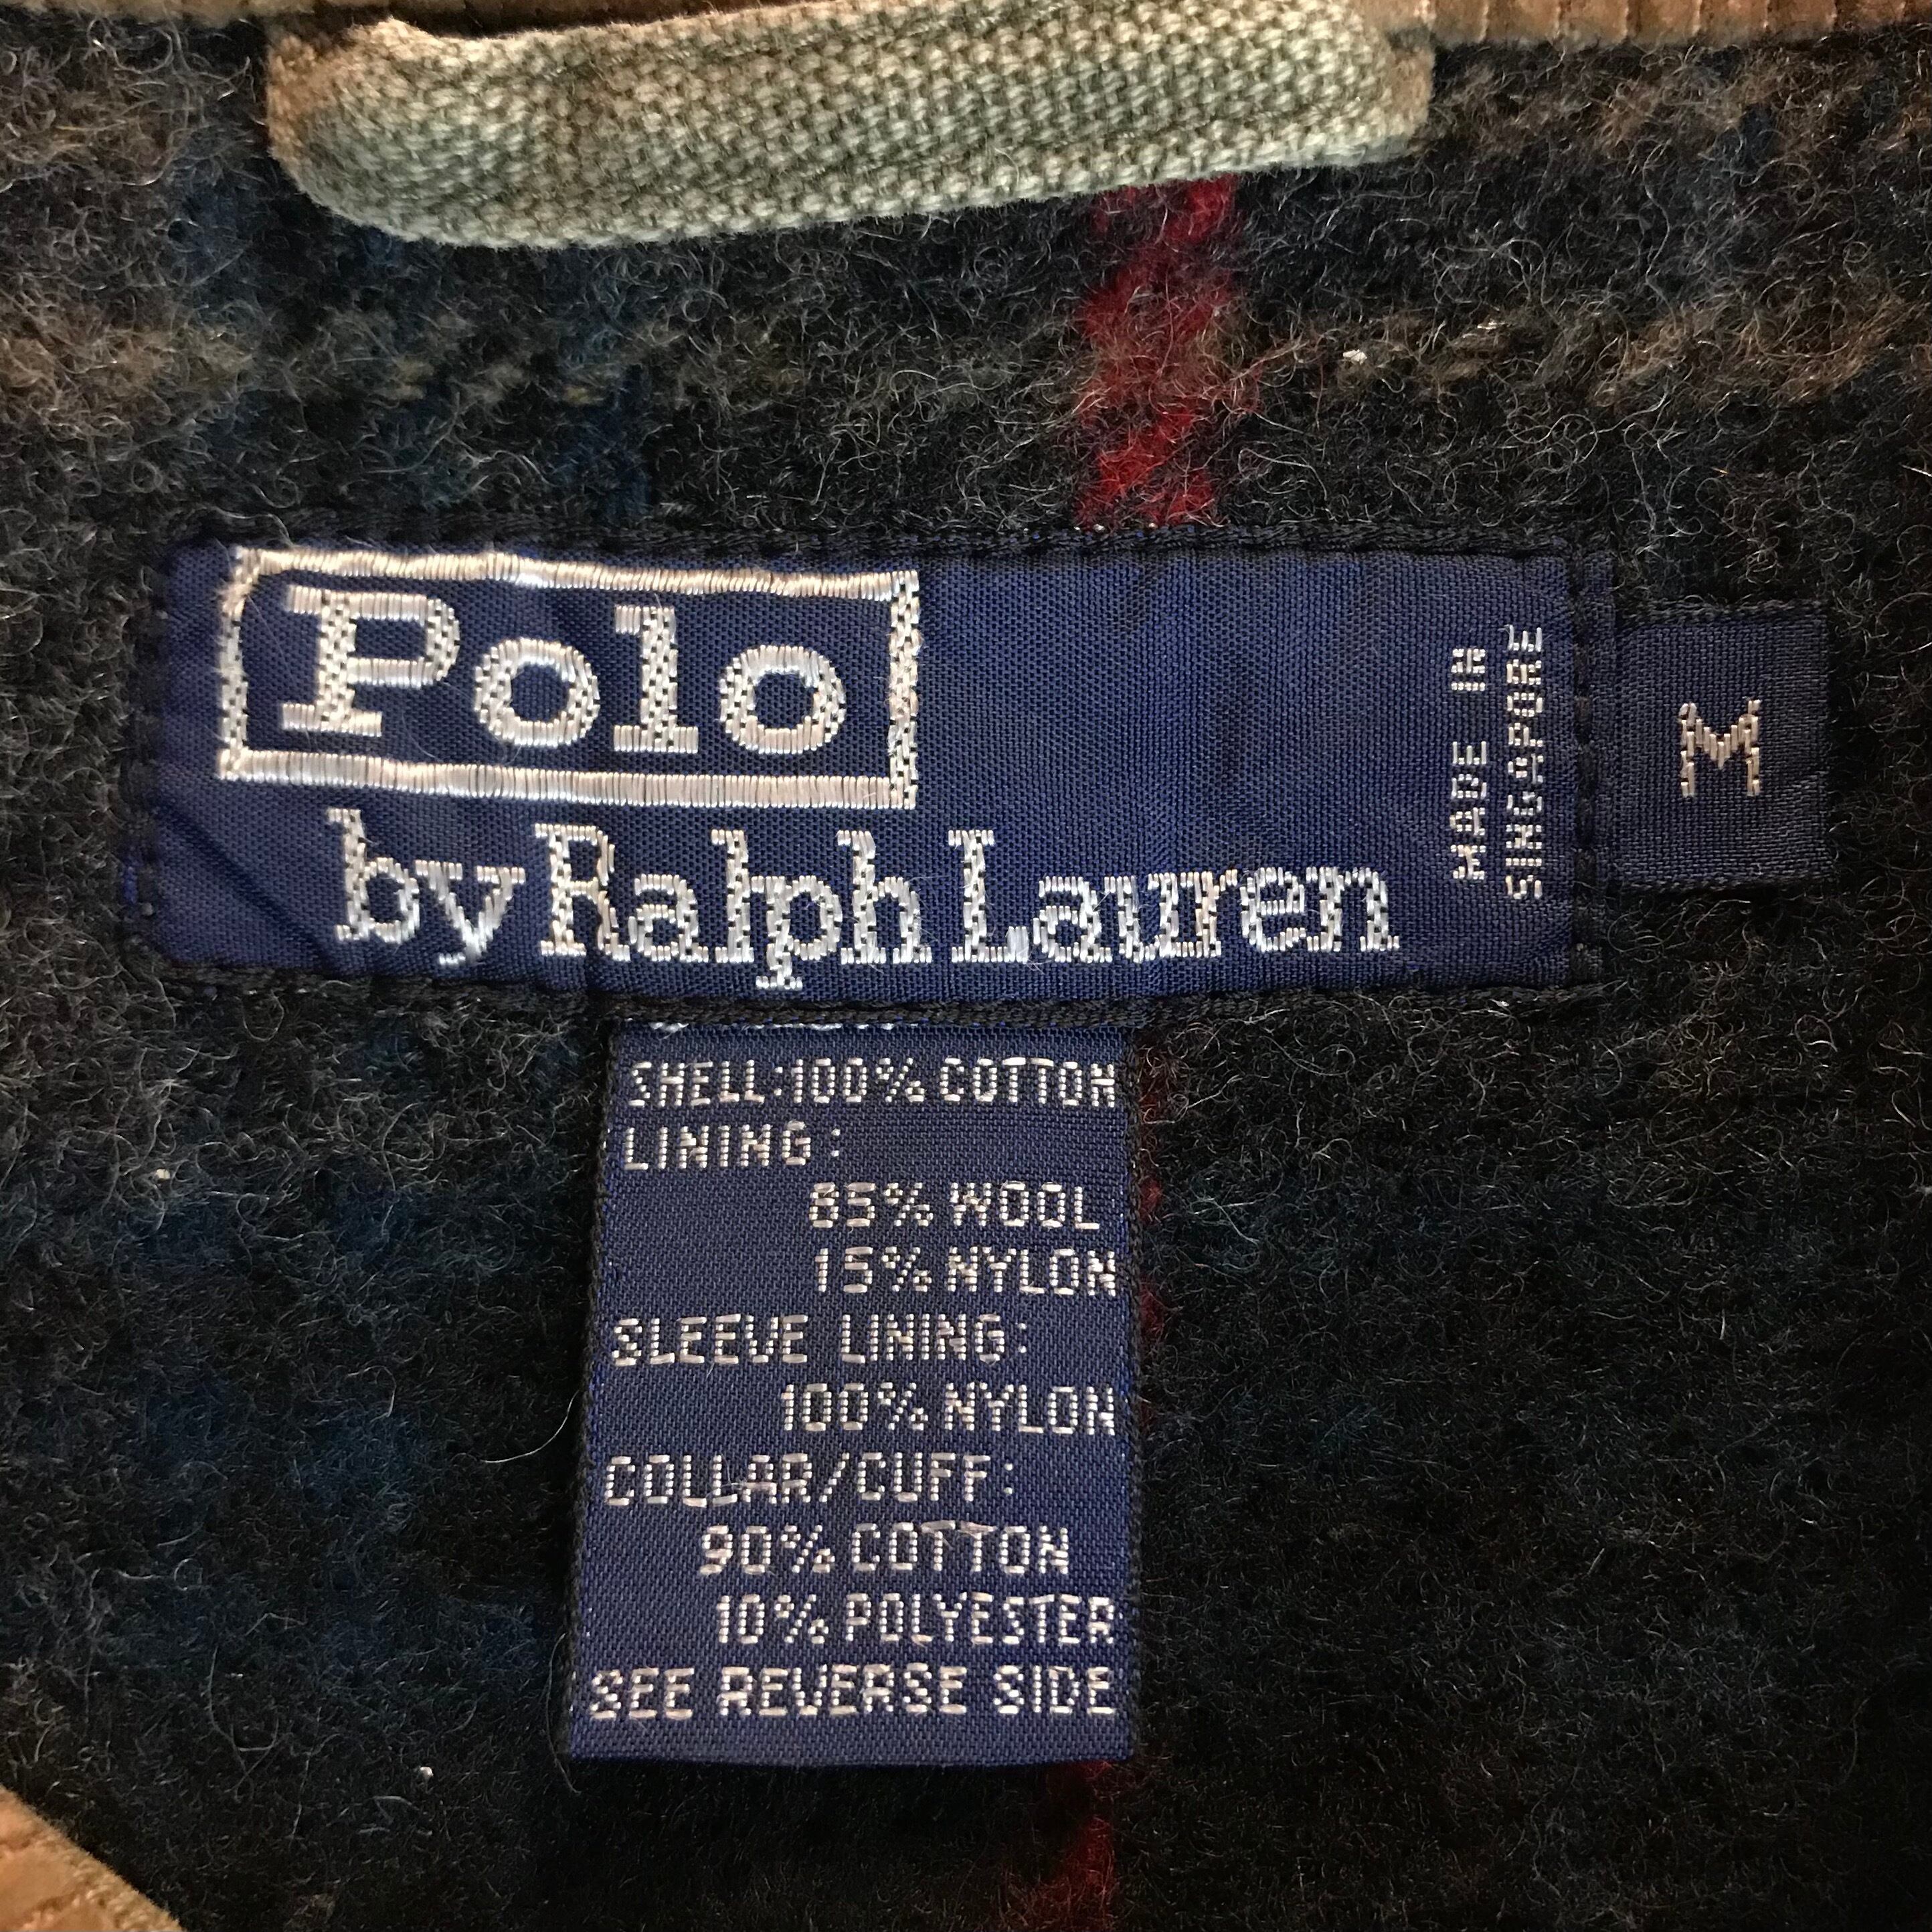 Polo
by Ralph Lauren
MADE IN
SINGAPORE
M
SHELL:100% COTTON
LINING:
85% WOOL
15% NYLON
SLEEVE LINING:
100% NYLON
COLLAR/CUFF:
90% COTTON
10% POLYESTER
SEE REVERSE SIDE